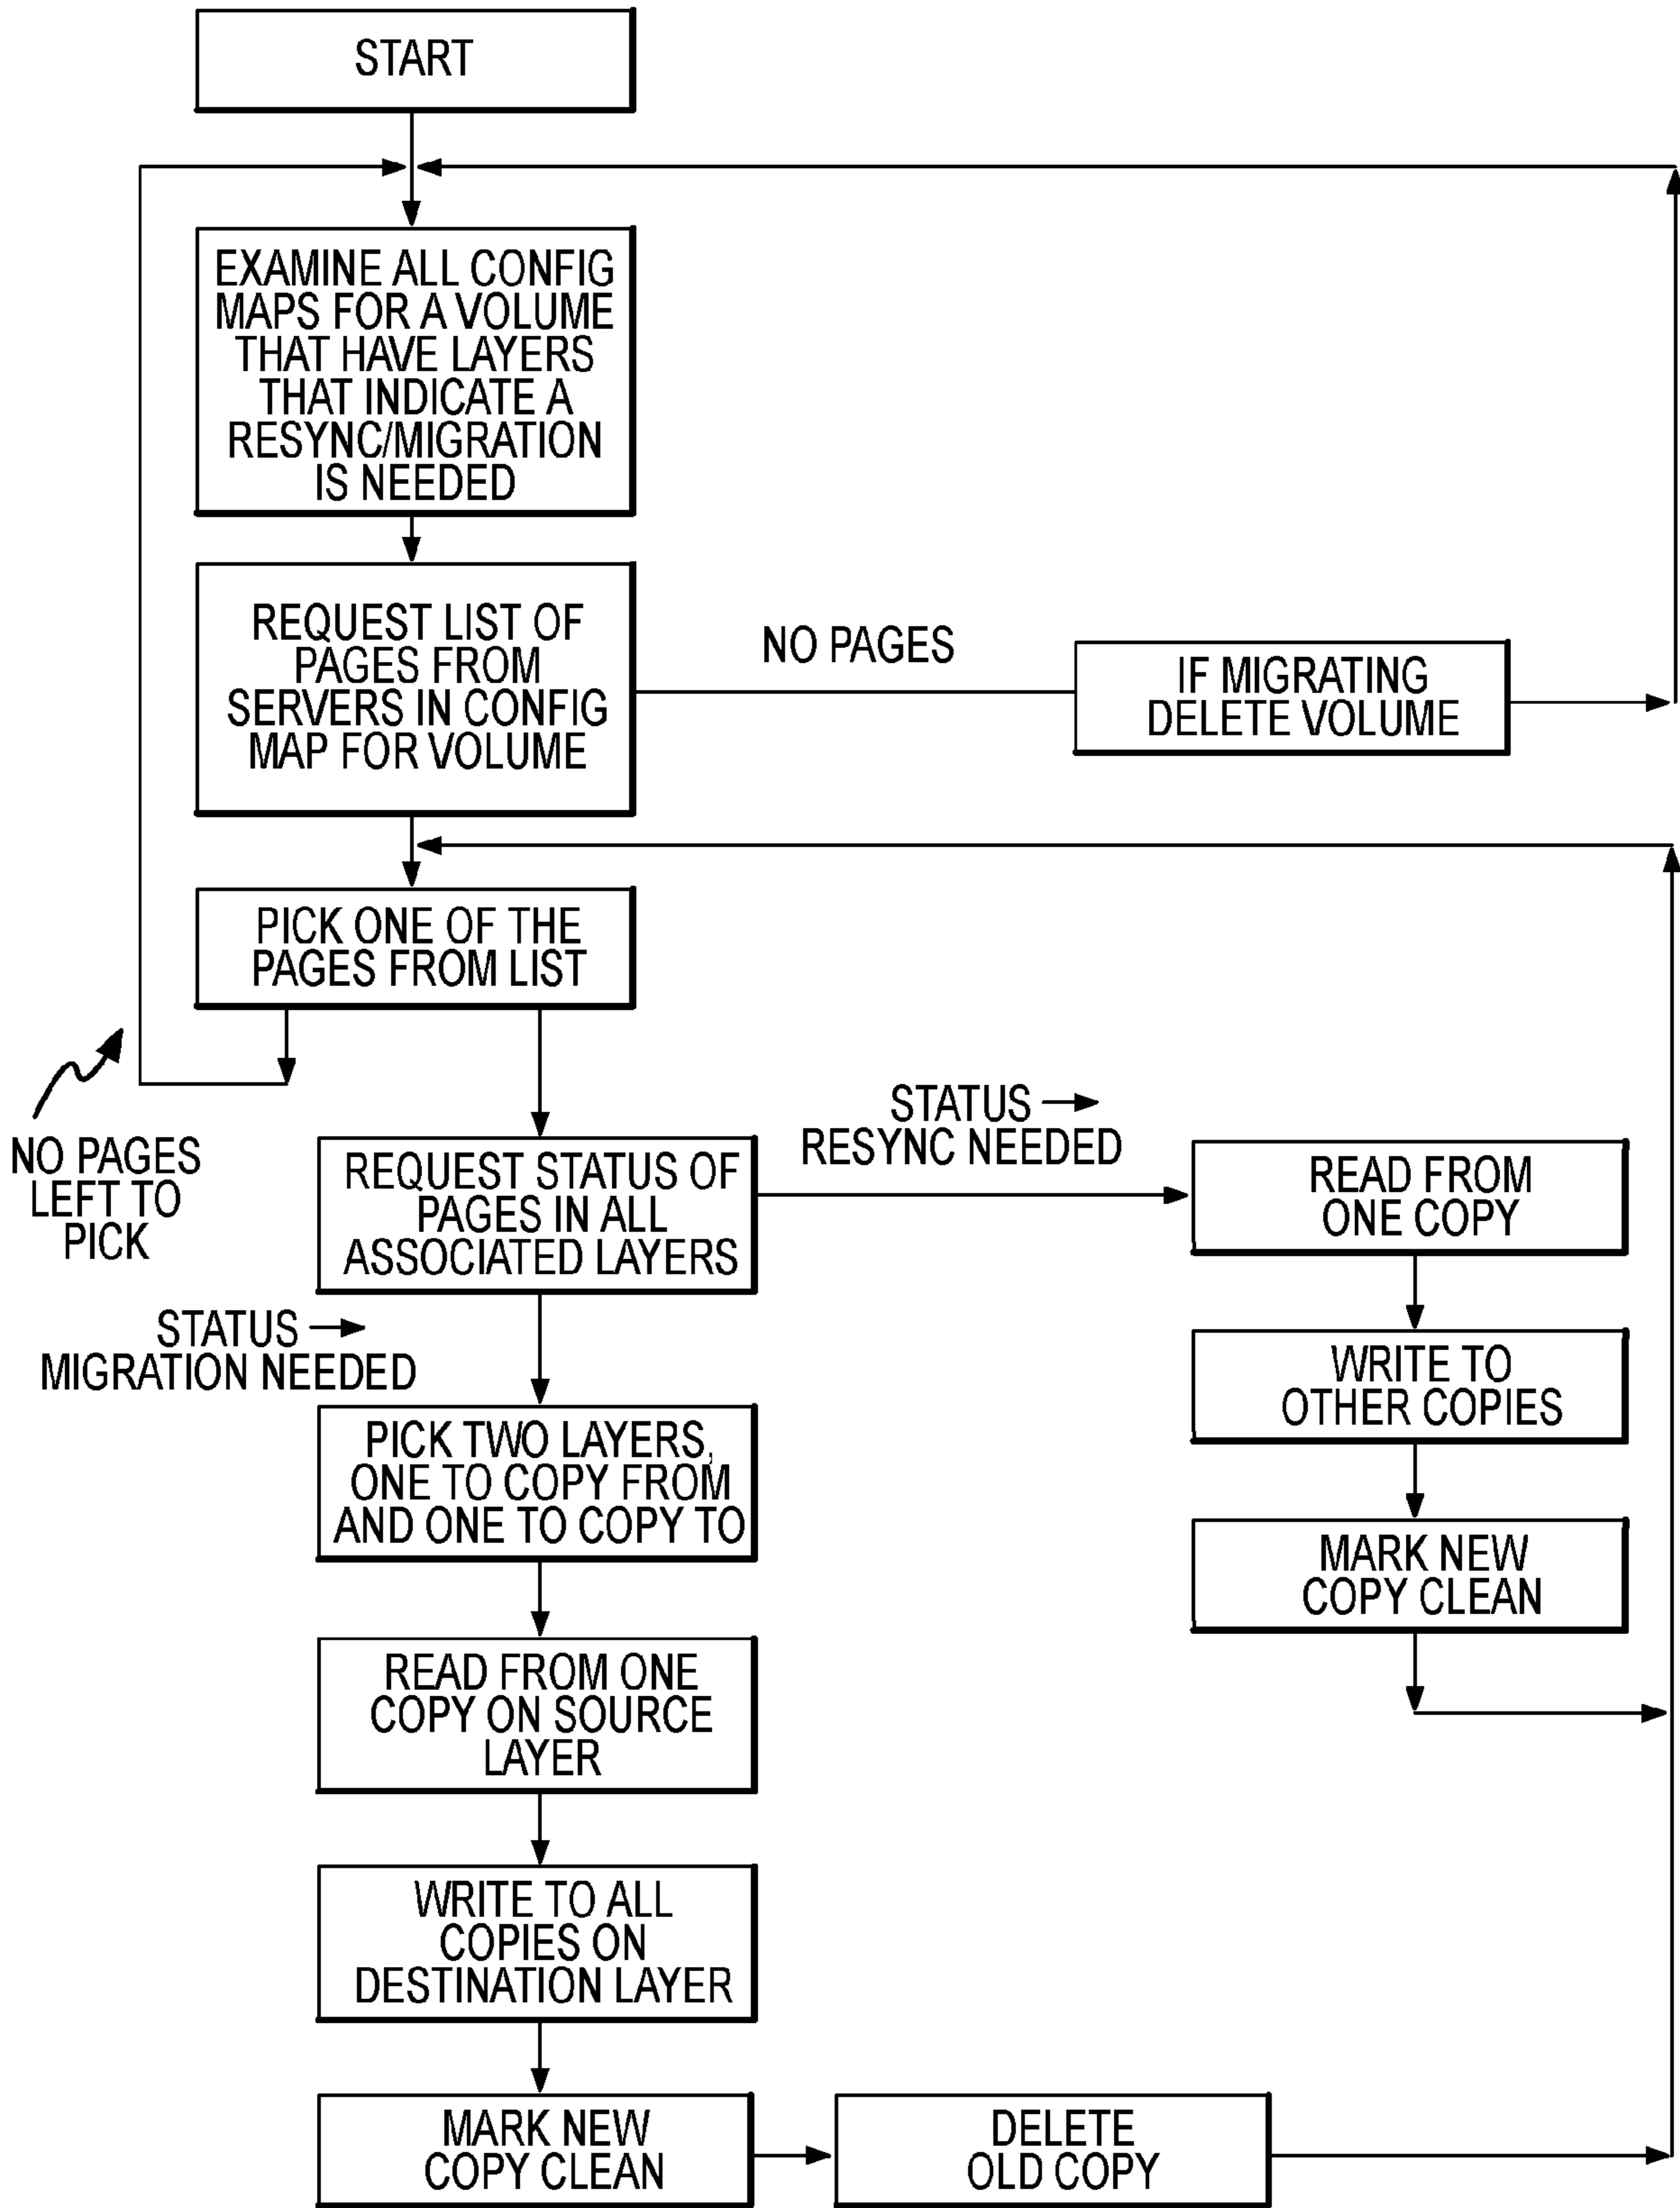 START
EXAMINE ALL CONFIG
MAPS FOR A VOLUME
THAT HAVE LAYERS
THAT INDICATE A
RESYNC/MIGRATION
IS NEEDED
REQUEST LIST OF
PAGES FROM
SERVERS IN CONFIG
MAP FOR VOLUME
NO PAGES
IF MIGRATING
DELETE VOLUME
PICK ONE OF THE
PAGES FROM LIST
NO PAGES
LEFT TO
PICK
REQUEST STATUS OF
PAGES IN ALL
ASSOCIATED LAYERS
STATUS →
RESYNC NEEDED
READ FROM
ONE COPY
WRITE TO
OTHER COPIES
MARK NEW
COPY CLEAN
STATUS →
MIGRATION NEEDED
PICK TWO LAYERS,
ONE TO COPY FROM
AND ONE TO COPY TO
READ FROM ONE
COPY ON SOURCE
LAYER
WRITE TO ALL
COPIES ON
DESTINATION LAYER
MARK NEW
COPY CLEAN
DELETE
OLD COPY